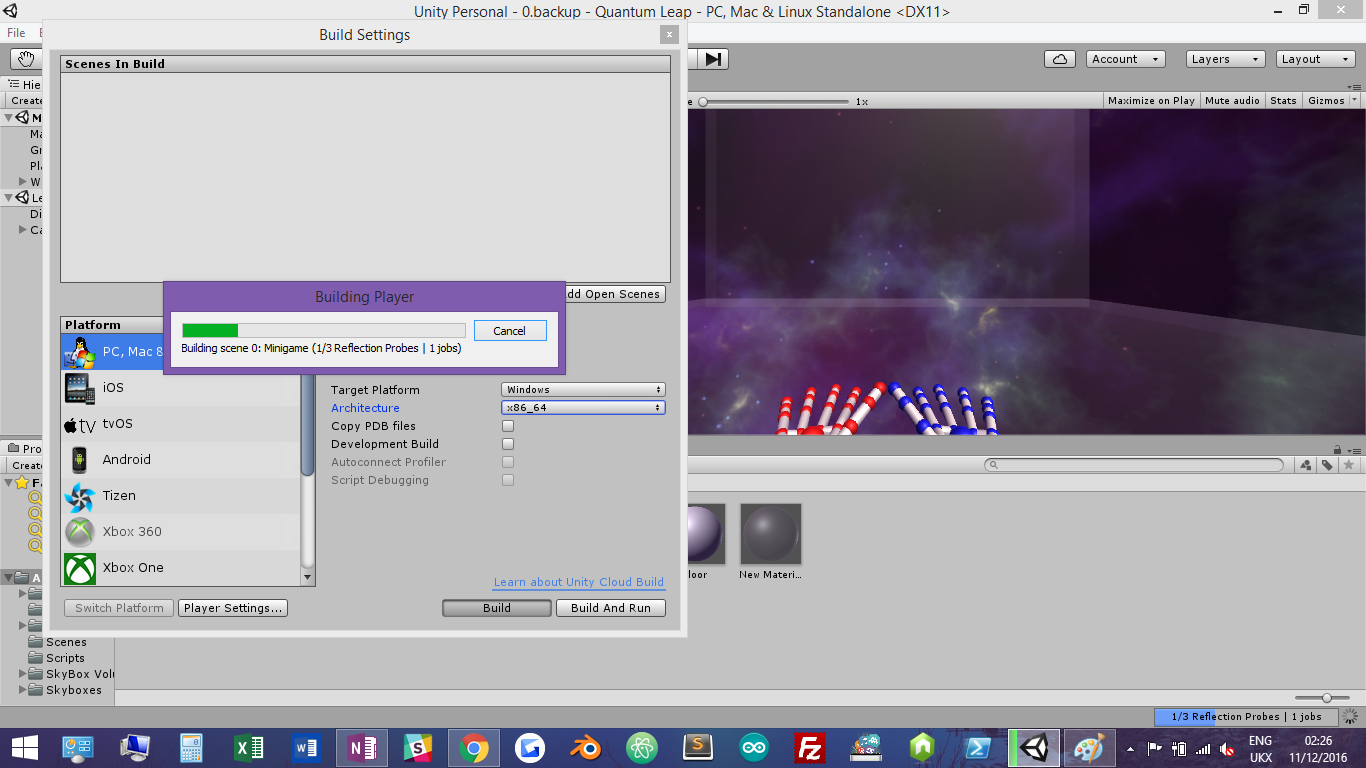 Unity Personal - 0.backup - Quantum Leap - PC, Mac & Linux Standalone <DX11>
File
Build Settings
Scenes In Build
Account
Layers
Layout
Hie
Create
1x
Maximize on Play
Mute audio
Stats
Gizmos
M
Ma
Gr
Pla
W
Le
Di
Ca
dd Open Scenes
Building Player
Cancel
Building scene 0: Minigame (1/3 Reflection Probes | 1 jobs)
Platform
PC, Mac &
iOS
tvOS
Android
Tizen
Xbox 360
Xbox One
Target Platform
Windows
Architecture
x86_64
Copy PDB files
Development Build
Autoconnect Profiler
Script Debugging
Learn about Unity Cloud Build
Switch Platform
Player Settings...
Build
Build And Run
Pro
Create
Fa
A
Scenes
Scripts
SkyBox Volu
Skyboxes
loor
New Materi...
1/3 Reflection Probes | 1 jobs
ENG
UKX
02:26
11/12/2016